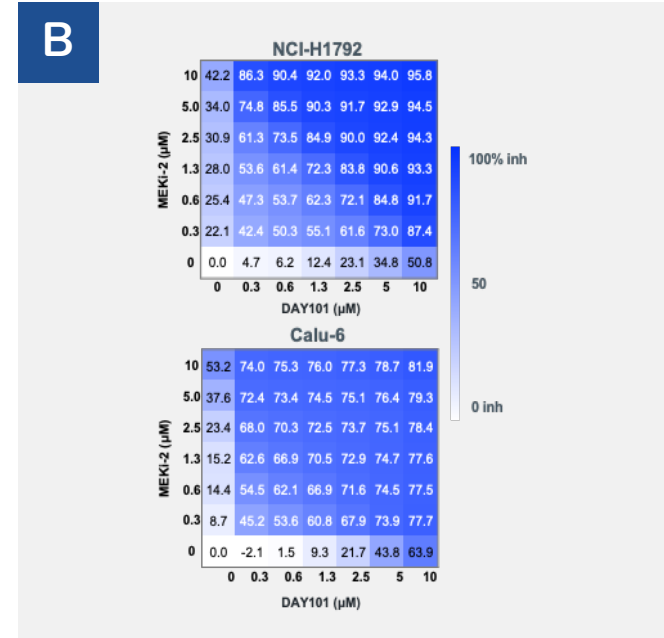 B
NCI-H1792
MEKi-2 (μM)
10 42.2 86.3 90.4 92.0 93.3 94.0 95.8
5.0 34.0 74.8 85.5 90.3 91.7 92.9 94.5
2.5 30.9 61.3 73.5 84.9 90.0 92.4 94.3
1.3 28.0 53.6 61.4 72.3 83.8 90.6 93.3
0.6 25.4 47.3 53.7 62.3 72.1 84.8 91.7
0.3 22.1 42.4 50.3 55.1 61.6 73.0 87.4
0 0.0 4.7 6.2 12.4 23.1 34.8 50.8
0 0.3 0.6 1.3 2.5 5 10
DAY101 (μM)
100% inh
50
0 inh
Calu-6
MEKi-2 (μM)
10 53.2 74.0 75.3 76.0 77.3 78.7 81.9
5.0 37.6 72.4 73.4 74.5 75.1 76.4 79.3
2.5 23.4 68.0 70.3 72.5 73.7 75.1 78.4
1.3 15.2 62.6 66.9 70.5 72.9 74.7 77.6
0.6 14.4 54.5 62.1 66.9 71.6 74.5 77.5
0.3 8.7 45.2 53.6 60.8 67.9 73.9 77.7
0 0.0 -2.1 1.5 9.3 21.7 43.8 63.9
0 0.3 0.6 1.3 2.5 5 10
DAY101 (μM)